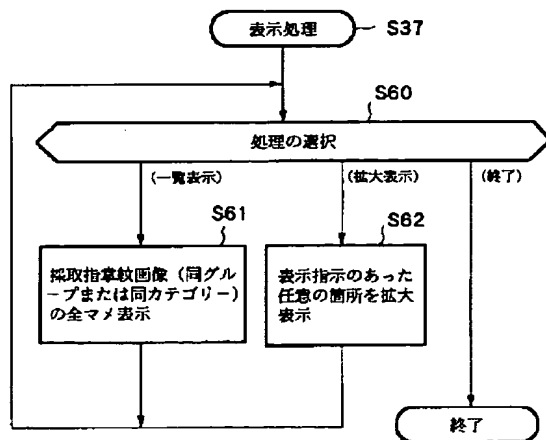 表示処理
S37
S60
処理の選択
(一覧表示)
(拡大表示)
(終了)
S61
S62
採取指掌紋画像(同グル
ープまたは同カテゴリー)
の全マメ表示
表示指示のあった
任意の箇所を拡大
表示
終了